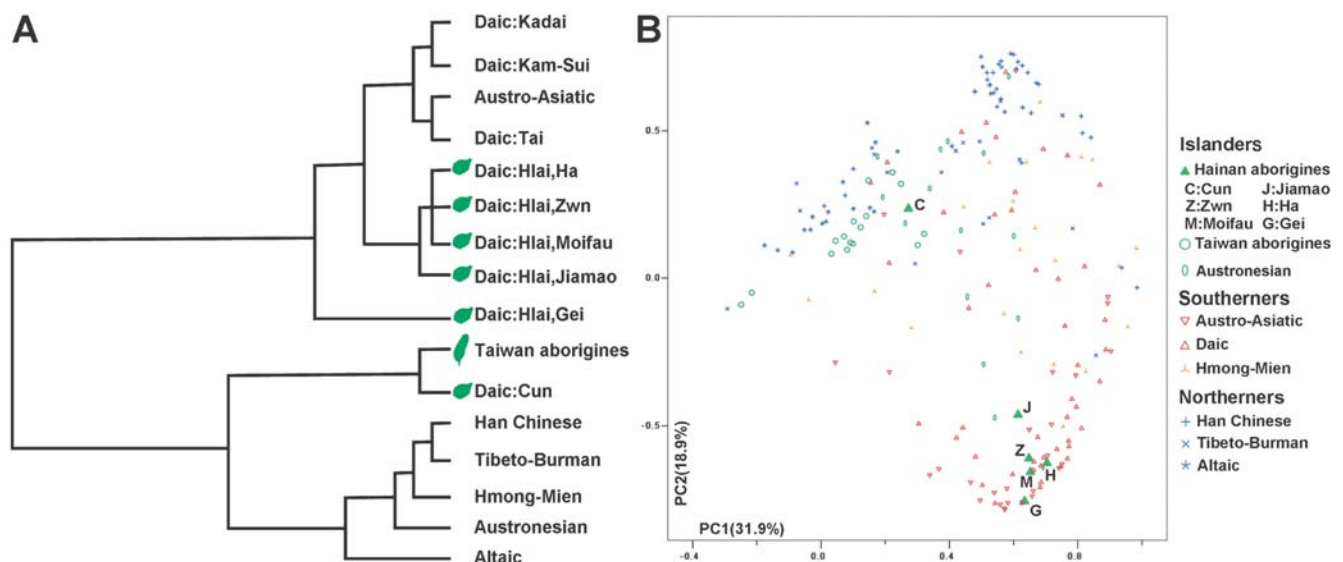 A
Daic:Kadai
Daic:Kam-Sui
Austro-Asiatic
Daic:Tai
Daic:Hlai,Ha
Daic:Hlai,Zwn
Daic:Hlai,Moifau
Daic:Hlai,Jiamao
Daic:Hlai,Gei
Taiwan aborigines
Daic:Cun
Han Chinese
Tibeto-Burman
Hmong-Mien
Austronesian
Altaic
B
0.5
0.0
-0.5
PC2(18.9%)
PC1(31.9%)
-0.4
0.0
0.4
0.8
C
J
Z
M
H
G
Islanders
Hainan aborigines
C:Cun J:Jiamao
Z:Zwn H:Ha
M:Moifau G:Gei
Taiwan aborigines
Austronesian
Southerners
Austro-Asiatic
Daic
Hmong-Mien
Northerners
Han Chinese
Tibeto-Burman
Altaic